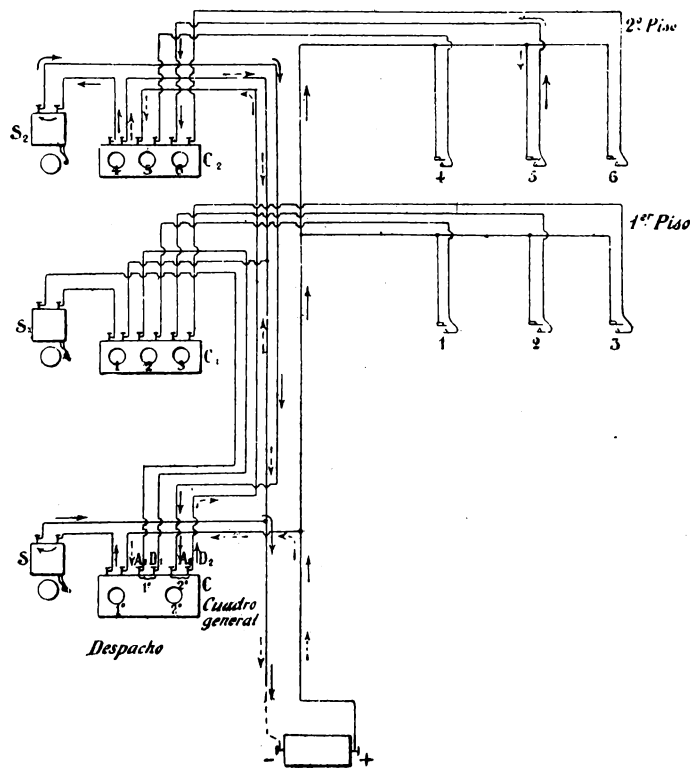 2º Piso
S₂
4 5 6 C₂
4 5 6
1er Piso
S₁
1 2 3 C₁
1 2 3
S
A₁ D₁ A₂ D₂
1º 2º C
1º 2º
Cuadro
general
Despacho
- +